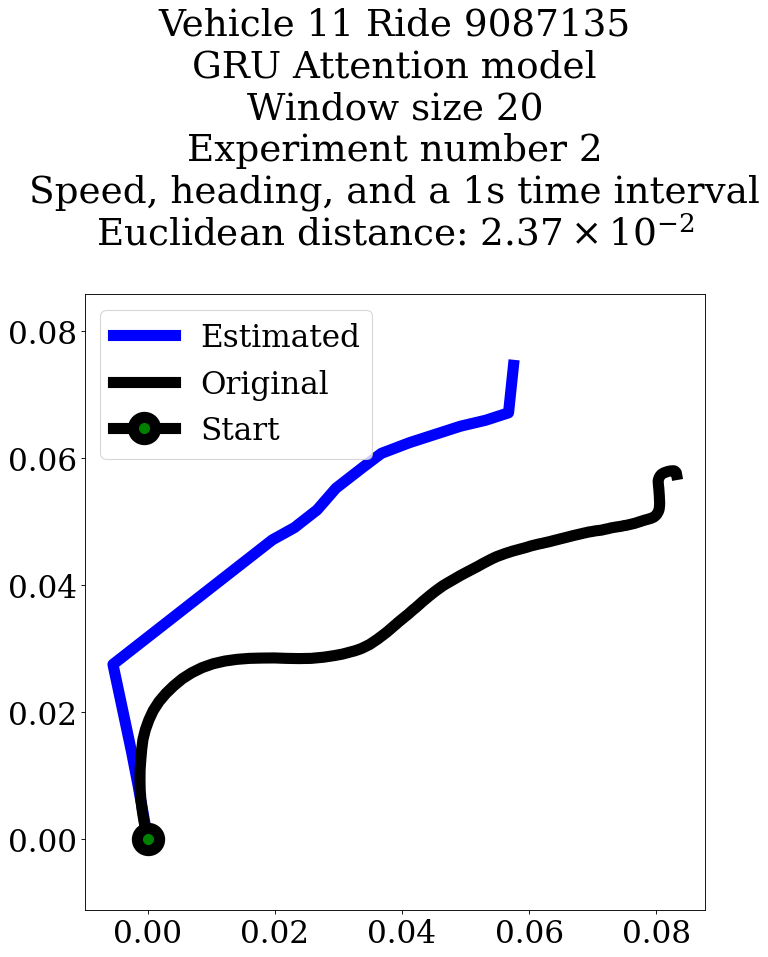 Vehicle 11 Ride 9087135
GRU Attention model
Window size 20
Experiment number 2
Speed, heading, and a 1s time interval
Euclidean distance: 2.37 × 10⁻²
Estimated
Original
Start
0.08
0.06
0.04
0.02
0.00
0.00 0.02 0.04 0.06 0.08